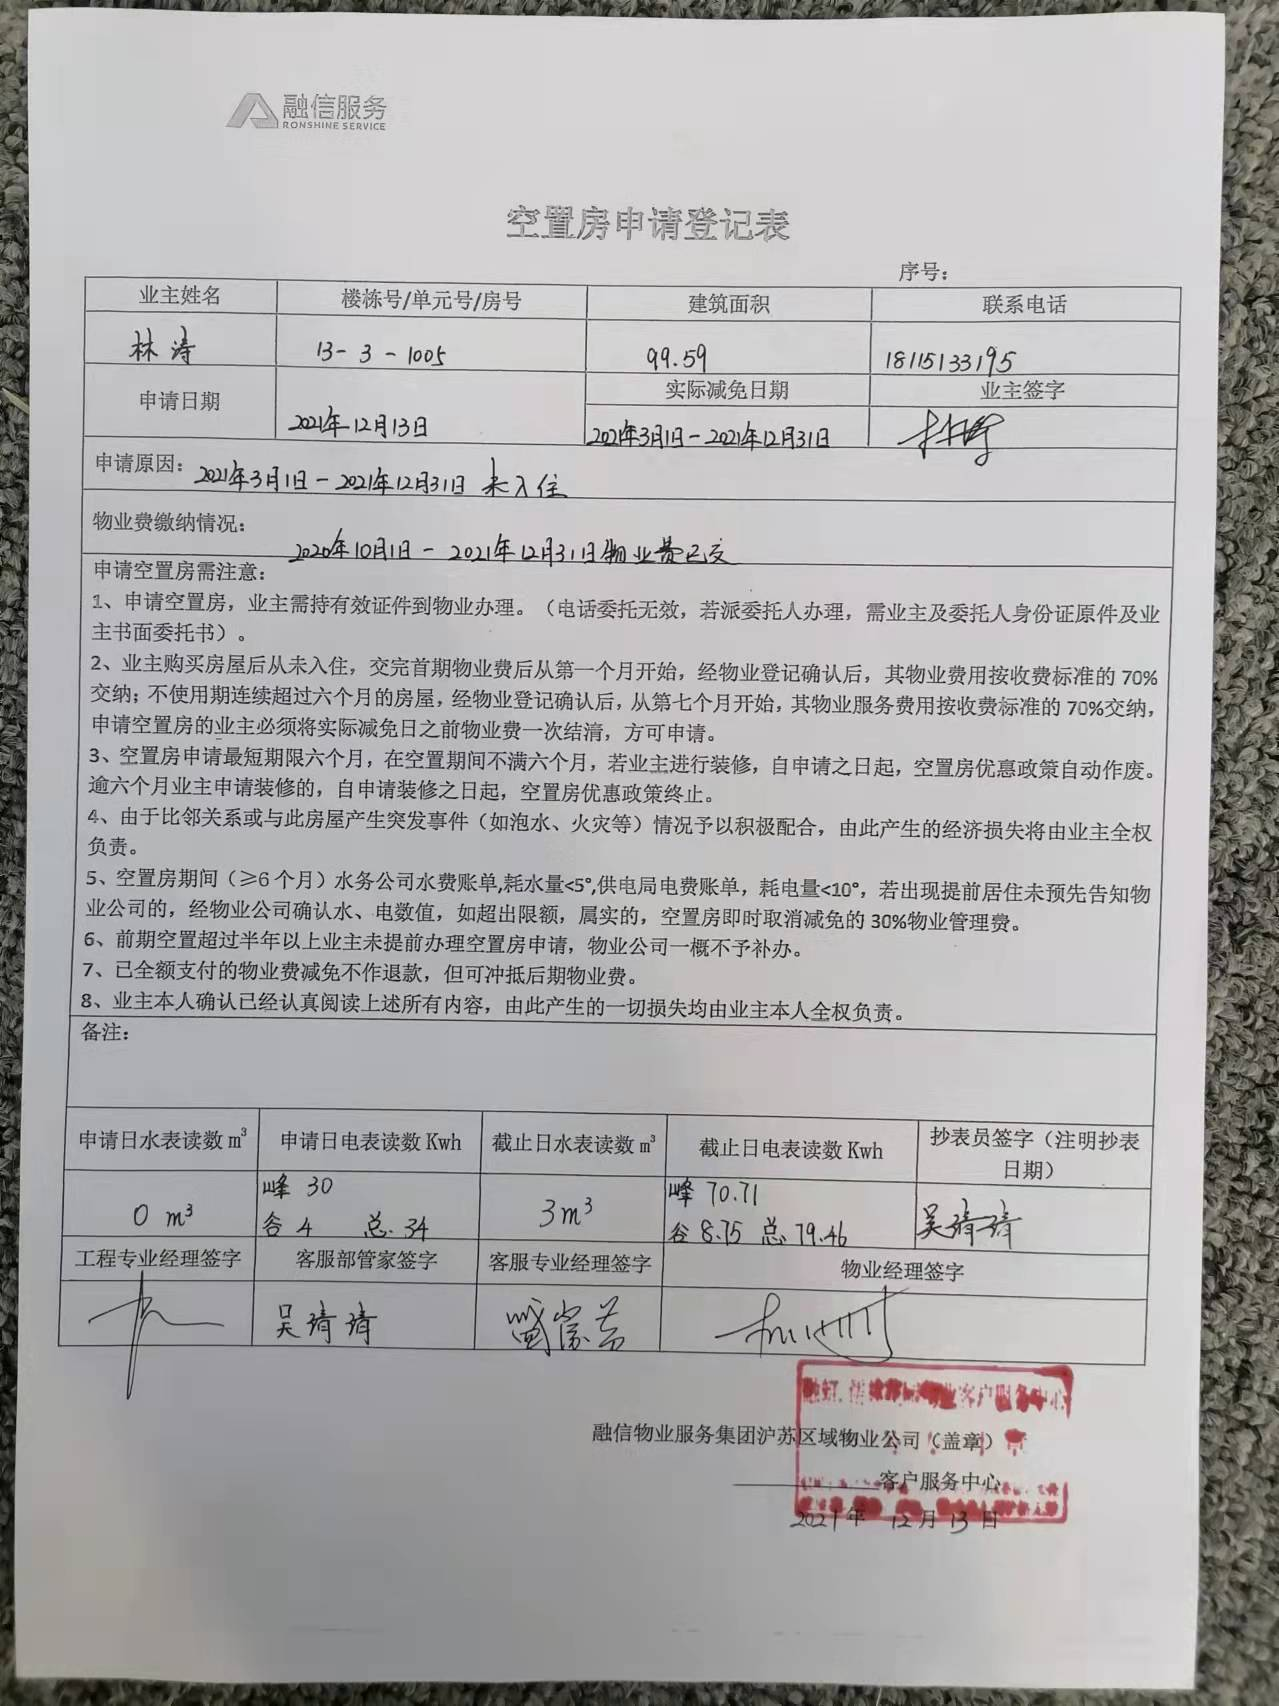 融信服务
RONSHINE SERVICE
空置房申请登记表
序号：
业主姓名 楼栋号/单元号/房号 建筑面积 联系电话
林涛 13-3-1005 99.59 18115133195
申请日期 2021年12月13日 实际减免日期 业主签字
2021年3月1日-2021年12月31日
申请原因：2021年3月1日-2021年12月31日 未入住
物业费缴纳情况：
2020年10月1日-2021年12月31日物业费已交
申请空置房需注意：
1、申请空置房，业主需持有效证件到物业办理。（电话委托无效，若派委托人办理，需业主及委托人身份证原件及业
主书面委托书）。
2、业主购买房屋后从未入住，交完首期物业费后从第一个月开始，经物业登记确认后，其物业费用按收费标准的70%
交纳；不使用期连续超过六个月的房屋，经物业登记确认后，从第七个月开始，其物业服务费用按收费标准的70%交纳，
申请空置房的业主必须将实际减免日之前物业费一次结清，方可申请。
3、空置房申请最短期限六个月，在空置期间不满六个月，若业主进行装修，自申请之日起，空置房优惠政策自动作废。
逾六个月业主申请装修的，自申请装修之日起，空置房优惠政策终止。
4、由于比邻关系或与此房屋产生突发事件（如泡水、火灾等）情况予以积极配合，由此产生的经济损失将由业主全权
负责。
5、空置房期间（≥6个月）水务公司水费账单,耗水量<5°,供电局电费账单，耗电量<10°，若出现提前居住未预先告知物
业公司的，经物业公司确认水、电数值，如超出限额，属实的，空置房即时取消减免的30%物业管理费。
6、前期空置超过半年以上业主未提前办理空置房申请，物业公司一概不予补办。
7、已全额支付的物业费减免不作退款，但可冲抵后期物业费。
8、业主本人确认已经认真阅读上述所有内容，由此产生的一切损失均由业主本人全权负责。
备注：
申请日水表读数m³ 申请日电表读数Kwh 截止日水表读数m³ 截止日电表读数Kwh 抄表员签字（注明抄表
日期）
0 m³ 峰 30 3m³ 峰 70.71 吴靖靖
谷 4 总 34 谷 8.75 总 79.46
工程专业经理签字 客服部管家签字 客服专业经理签字 物业经理签字
吴靖靖
融信物业服务集团沪苏区域物业公司（盖章）
客户服务中心
2021年 12月 13日